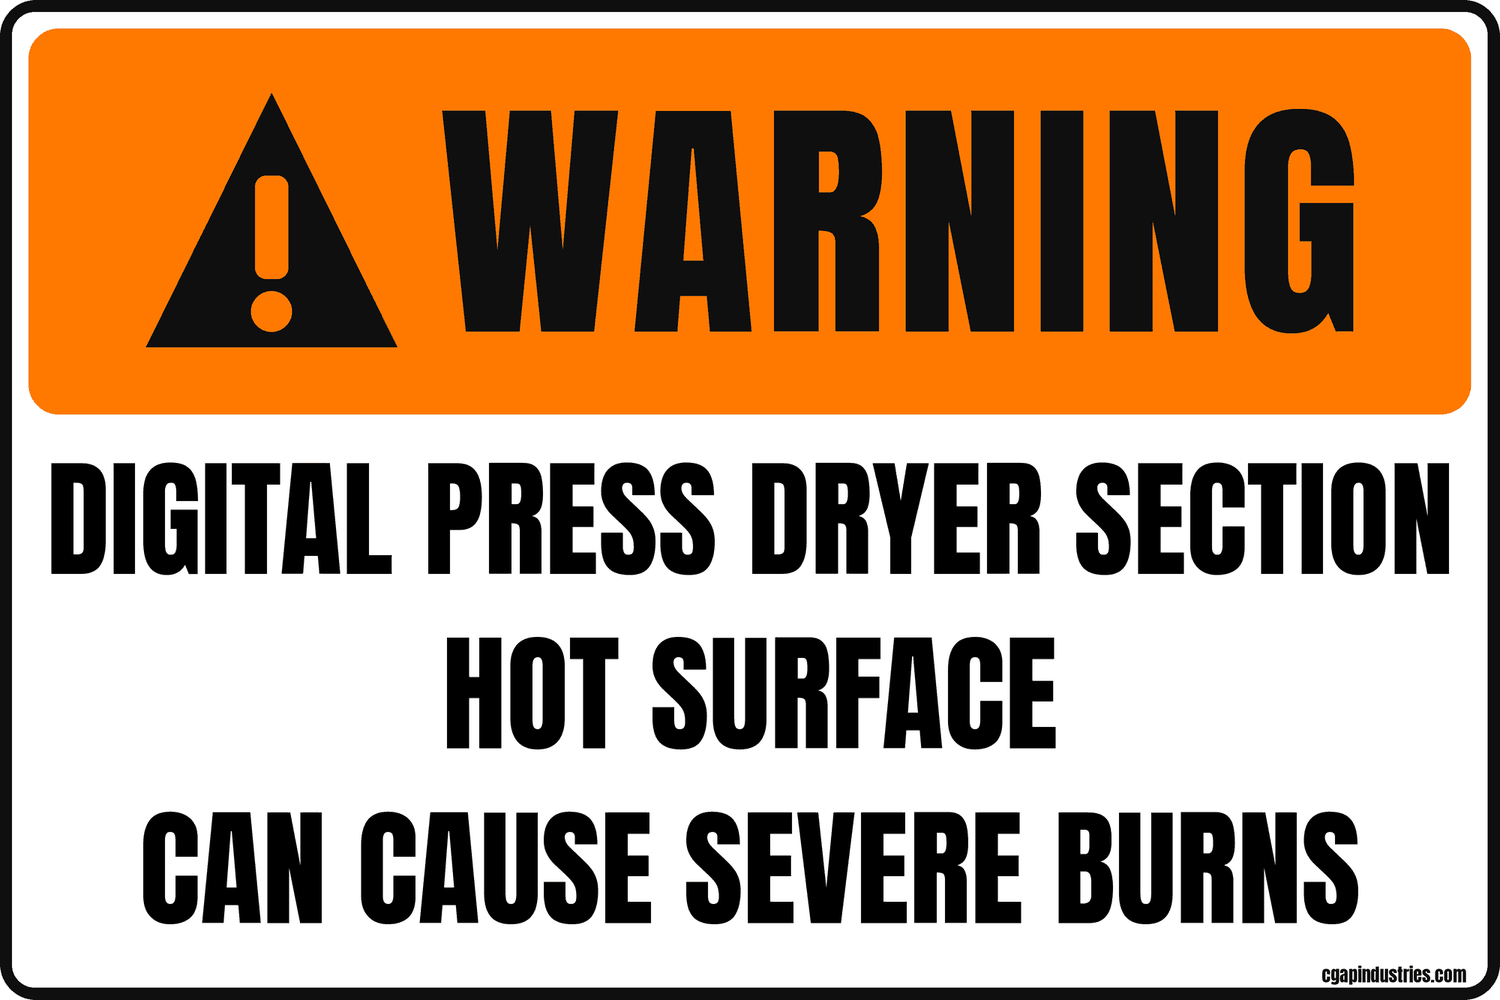 WARNING
DIGITAL PRESS DRYER SECTION
HOT SURFACE
CAN CAUSE SEVERE BURNS
cgapindustries.com